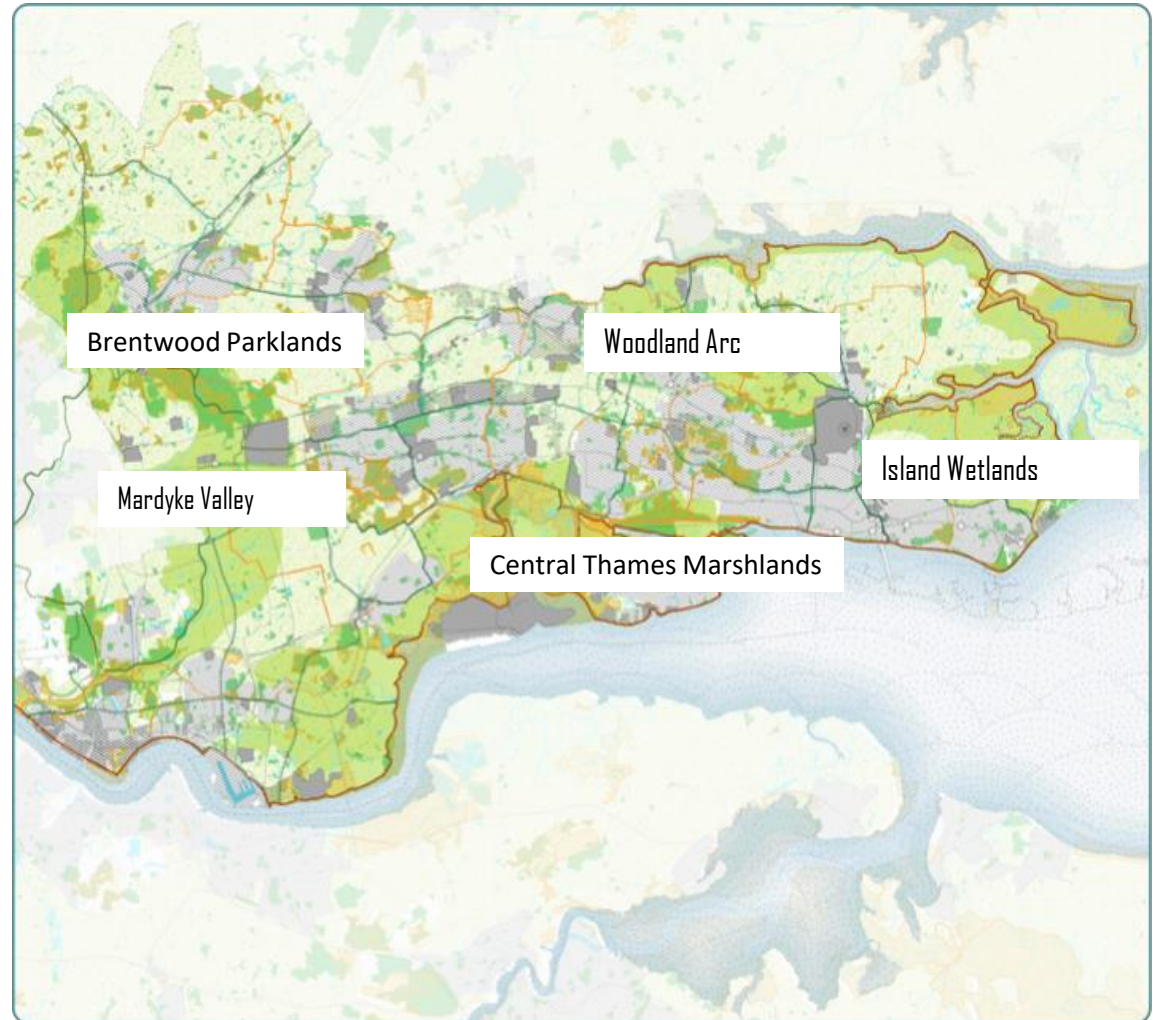 Brentwood Parklands
Woodland Arc
Island Wetlands
Mardyke Valley
Central Thames Marshlands